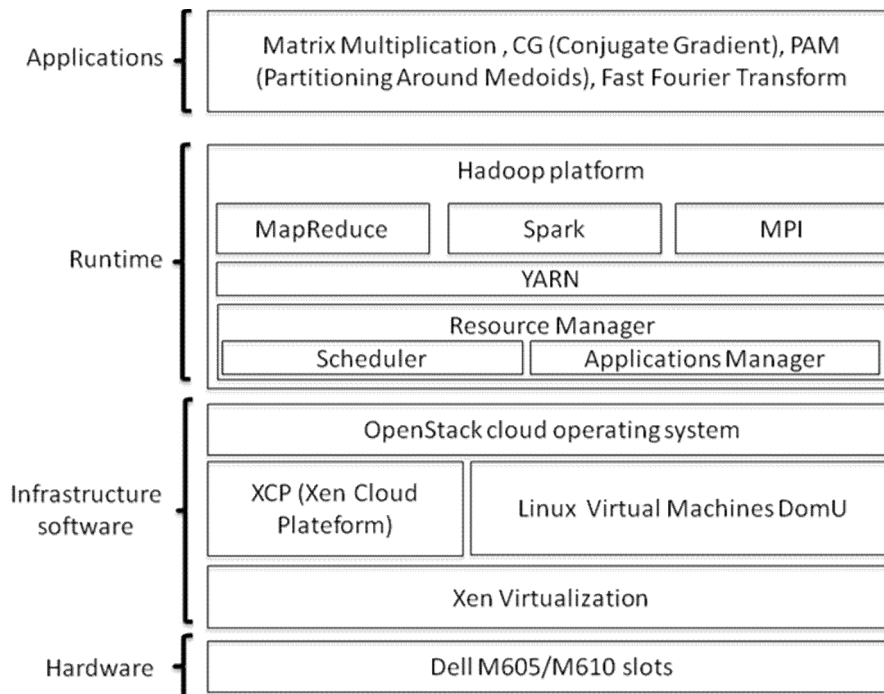 Applications
Matrix Multiplication , CG (Conjugate Gradient), PAM
(Partitioning Around Medoids), Fast Fourier Transform
Runtime
Hadoop platform
MapReduce
Spark
MPI
YARN
Resource Manager
Scheduler
Applications Manager
Infrastructure
software
OpenStack cloud operating system
XCP (Xen Cloud
Plateform)
Linux Virtual Machines DomU
Xen Virtualization
Hardware
Dell M605/M610 slots